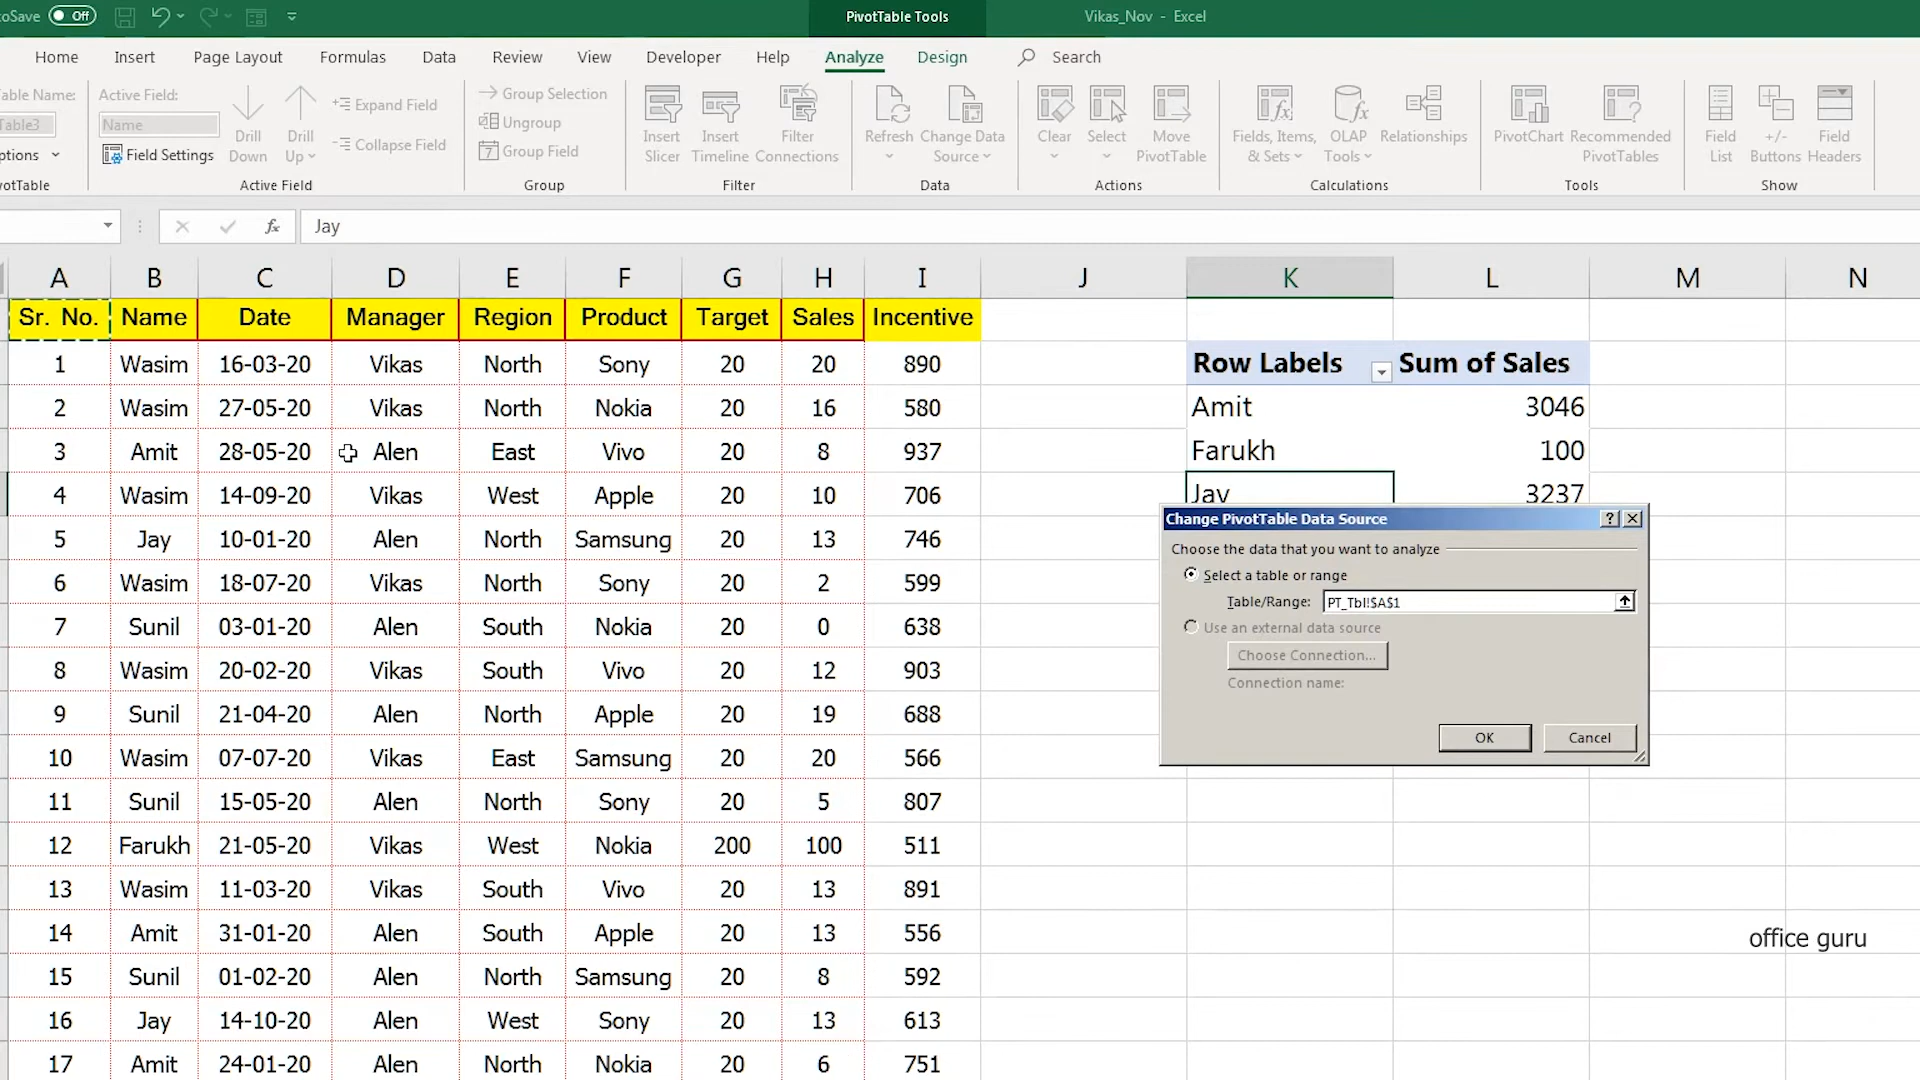 oSave Off PivotTable Tools Vikas_Nov - Excel
Home Insert Page Layout Formulas Data Review View Developer Help Analyze Design Search
able Name: Active Field: Expand Field Group Selection
Table3 Name Drill Drill Collapse Field Ungroup Insert Insert Filter Refresh Change Data Clear Select Move Fields, Items, OLAP Relationships PivotChart Recommended Field +/- Field
ptions Field Settings Down Up Group Field Slicer Timeline Connections Source PivotTable & Sets Tools PivotTables List Buttons Headers
votTable Active Field Group Filter Data Actions Calculations Tools Show
fx Jay
A B C D E F G H I J K L M N
Sr. No. Name Date Manager Region Product Target Sales Incentive
1 Wasim 16-03-20 Vikas North Sony 20 20 890 Row Labels Sum of Sales
2 Wasim 27-05-20 Vikas North Nokia 20 16 580 Amit 3046
3 Amit 28-05-20 Alen East Vivo 20 8 937 Farukh 100
4 Wasim 14-09-20 Vikas West Apple 20 10 706 Jay 3237
5 Jay 10-01-20 Alen North Samsung 20 13 746
6 Wasim 18-07-20 Vikas North Sony 20 2 599
7 Sunil 03-01-20 Alen South Nokia 20 0 638
8 Wasim 20-02-20 Vikas South Vivo 20 12 903
9 Sunil 21-04-20 Alen North Apple 20 19 688
10 Wasim 07-07-20 Vikas East Samsung 20 20 566
11 Sunil 15-05-20 Alen North Sony 20 5 807
12 Farukh 21-05-20 Vikas West Nokia 200 100 511
13 Wasim 11-03-20 Vikas South Vivo 20 13 891
14 Amit 31-01-20 Alen South Apple 20 13 556
15 Sunil 01-02-20 Alen North Samsung 20 8 592
16 Jay 14-10-20 Alen West Sony 20 13 613
17 Amit 24-01-20 Alen North Nokia 20 6 751
Change PivotTable Data Source ?
Choose the data that you want to analyze
Select a table or range
Table/Range: PT_Tbl!$A$1
Use an external data source
Choose Connection...
Connection name:
OK Cancel
office guru